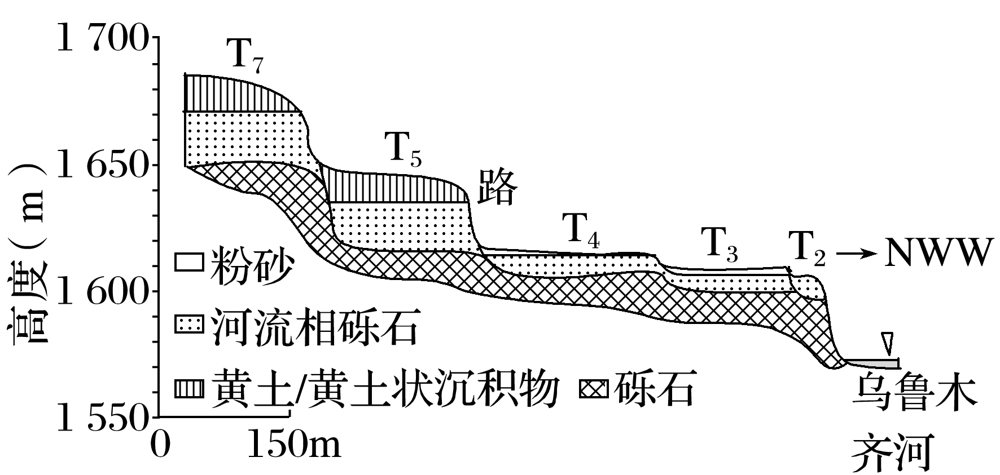 1 700
T₇
1 650
T₅
路
T₄
T₃
T₂
NWW
高度(m)
粉砂
1 600
河流相砾石
黄土/黄土状沉积物
砾石
乌鲁木
齐河
1 550
0
150m